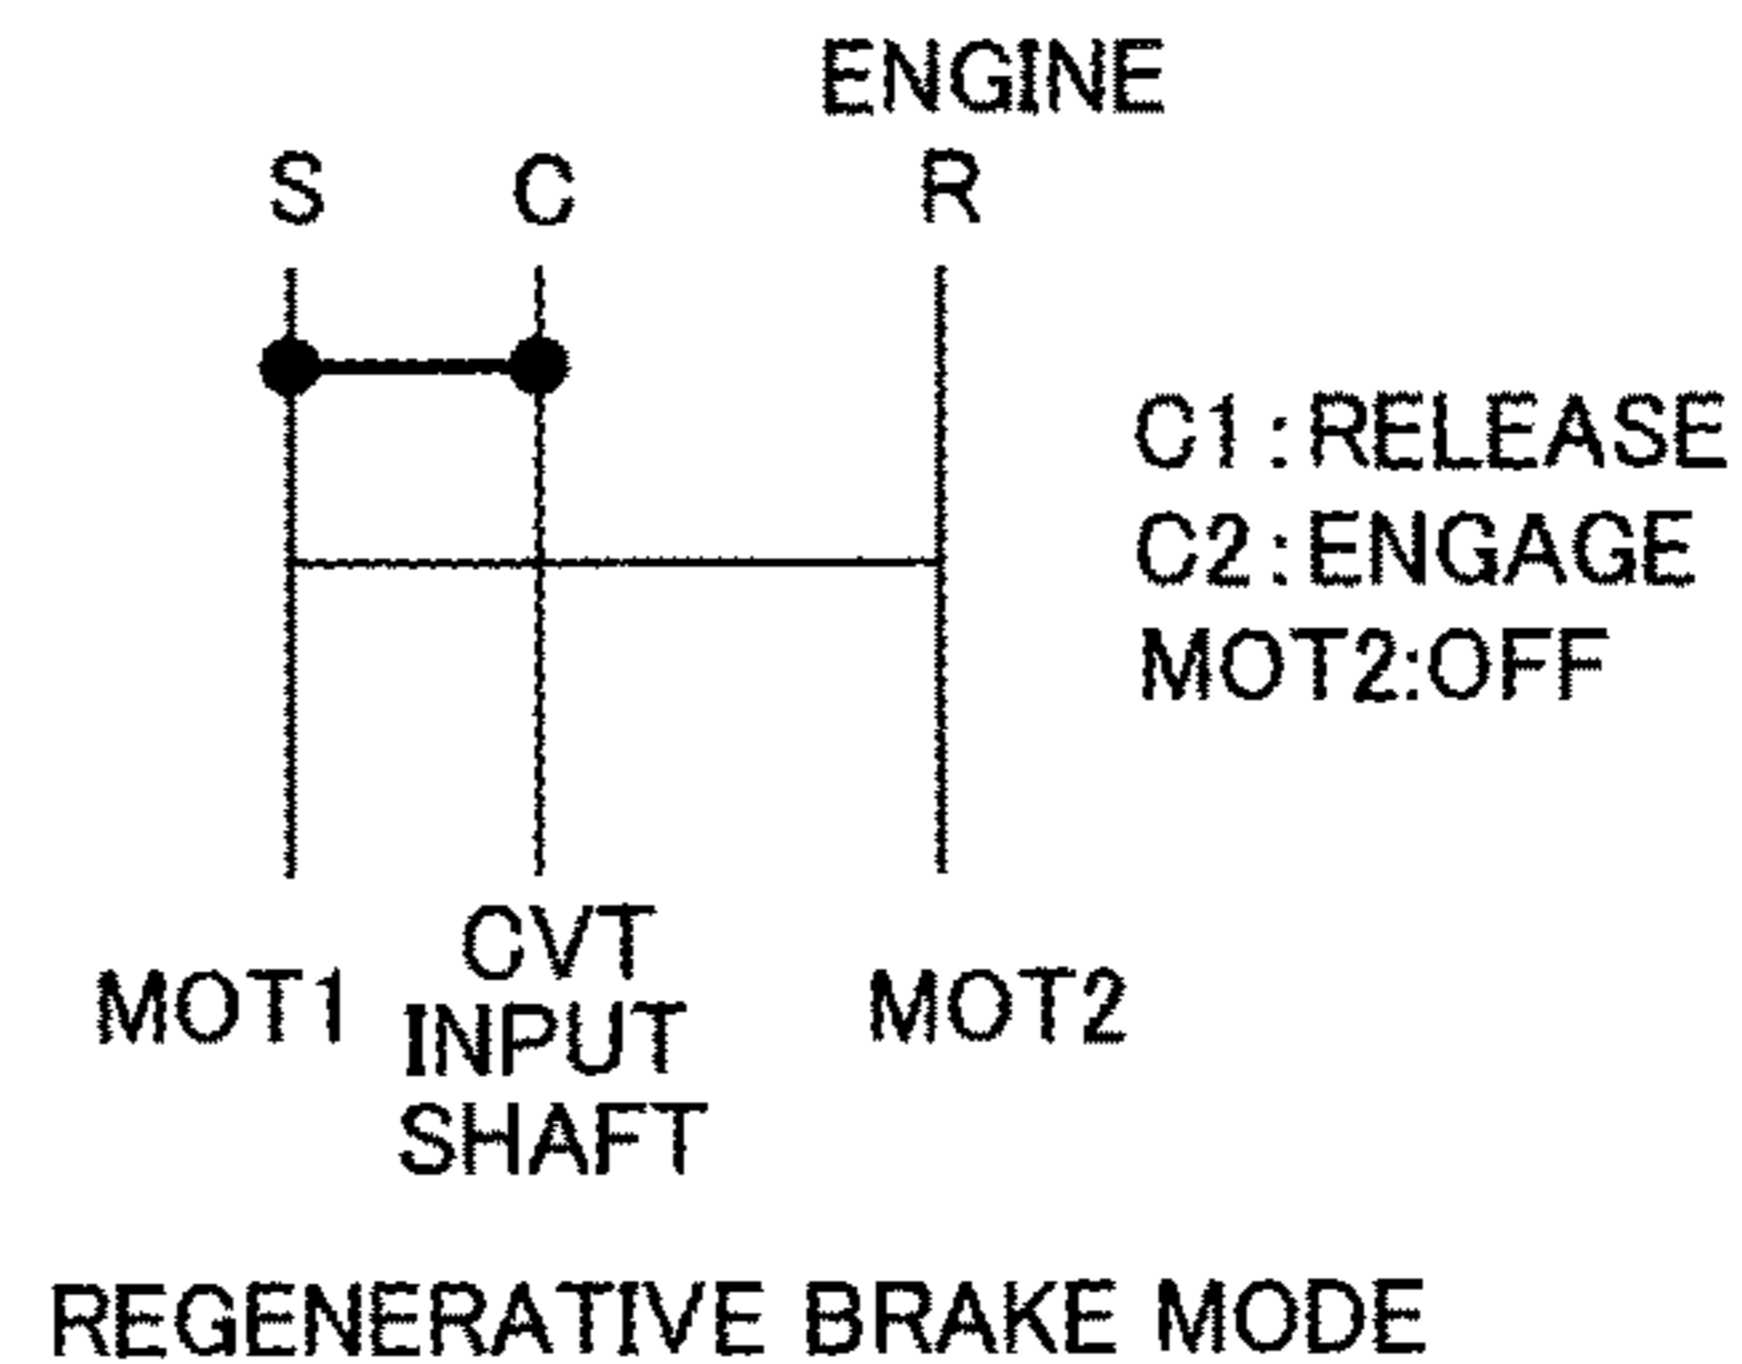 ENGINE
S C R
C1:RELEASE
C2:ENGAGE
MOT2:OFF
MOT1
CVT
INPUT
SHAFT
MOT2
REGENERATIVE BRAKE MODE